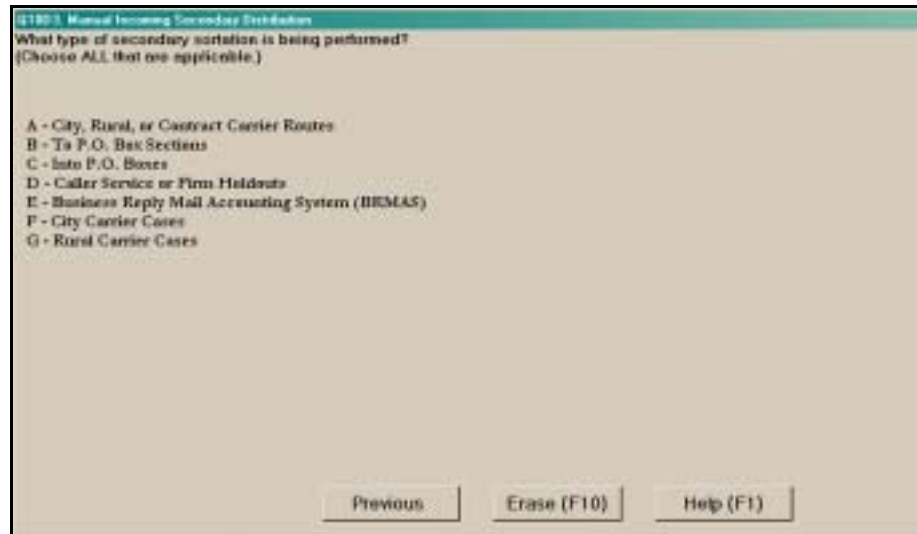 Q18D3. Manual Incoming Secondary Distribution
What type of secondary sortation is being performed?
(Choose ALL that are applicable.)
A - City, Rural, or Contract Carrier Routes
B - To P.O. Box Sections
C - Into P.O. Boxes
D - Caller Service or Firm Holdouts
E - Business Reply Mail Accounting System (BRMAS)
F - City Carrier Cases
G - Rural Carrier Cases
Previous Erase (F10) Help (F1)